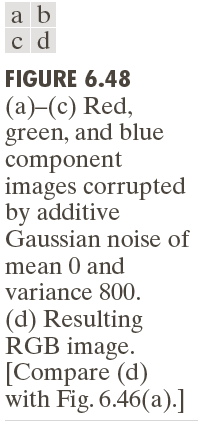 a b
c d
FIGURE 6.48
(a)–(c) Red,
green, and blue
component
images corrupted
by additive
Gaussian noise of
mean 0 and
variance 800.
(d) Resulting
RGB image.
[Compare (d)
with Fig. 6.46(a).]